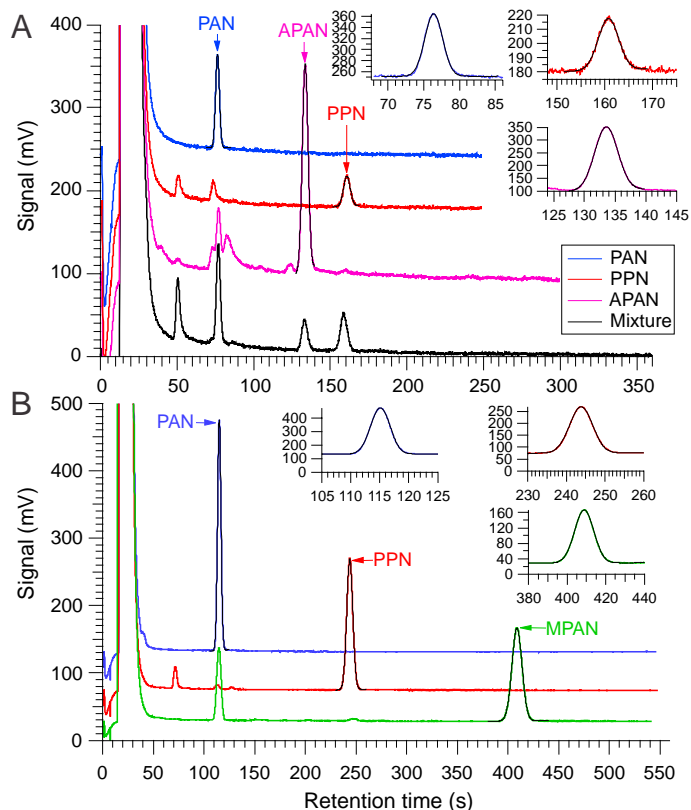 A
PAN
APAN
PPN
Signal (mV)
400
300
200
100
0
0 50 100 150 200 250 300 350
360
340
320
300
280
260
70 75 80 85
220
210
200
190
180
150 160 170
350
300
250
200
150
100
125 130 135 140 145
PAN
PPN
APAN
Mixture
B
PAN
PPN
MPAN
Signal (mV)
500
400
300
200
100
0
0 50 100 150 200 250 300 350 400 450 500 550
Retention time (s)
400
300
200
100
0
105 110 115 120 125
250
200
150
100
50
0
230 240 250 260
160
120
80
40
0
380 400 420 440